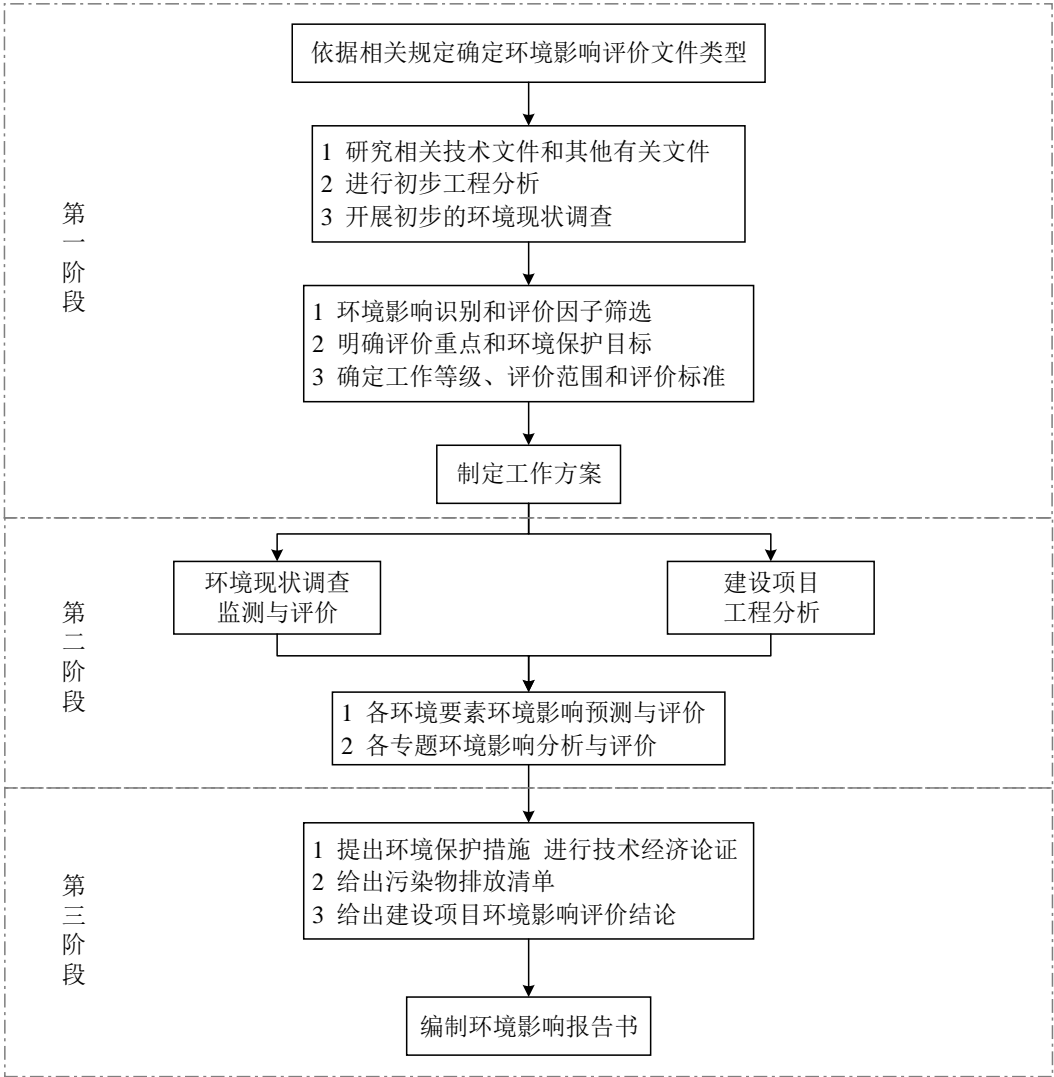 依据相关规定确定环境影响评价文件类型
1 研究相关技术文件和其他有关文件
2 进行初步工程分析
3 开展初步的环境现状调查
第一阶段
1 环境影响识别和评价因子筛选
2 明确评价重点和环境保护目标
3 确定工作等级、评价范围和评价标准
制定工作方案
环境现状调查
监测与评价
建设项目
工程分析
第二阶段
1 各环境要素环境影响预测与评价
2 各专题环境影响分析与评价
1 提出环境保护措施 进行技术经济论证
2 给出污染物排放清单
3 给出建设项目环境影响评价结论
第三阶段
编制环境影响报告书